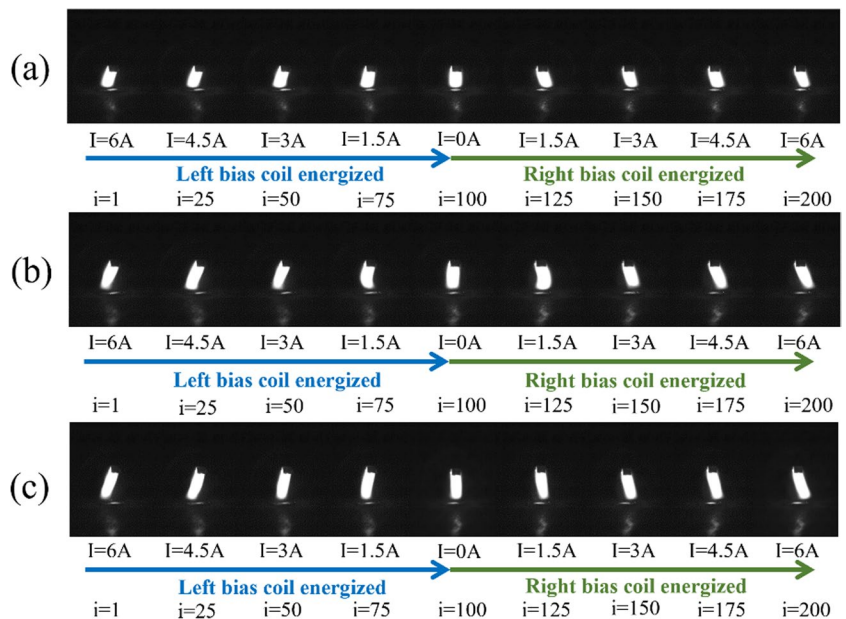 (a)
I=6A I=4.5A I=3A I=1.5A I=0A I=1.5A I=3A I=4.5A I=6A
Left bias coil energized Right bias coil energized
i=1 i=25 i=50 i=75 i=100 i=125 i=150 i=175 i=200
(b)
I=6A I=4.5A I=3A I=1.5A I=0A I=1.5A I=3A I=4.5A I=6A
Left bias coil energized Right bias coil energized
i=1 i=25 i=50 i=75 i=100 i=125 i=150 i=175 i=200
(c)
I=6A I=4.5A I=3A I=1.5A I=0A I=1.5A I=3A I=4.5A I=6A
Left bias coil energized Right bias coil energized
i=1 i=25 i=50 i=75 i=100 i=125 i=150 i=175 i=200